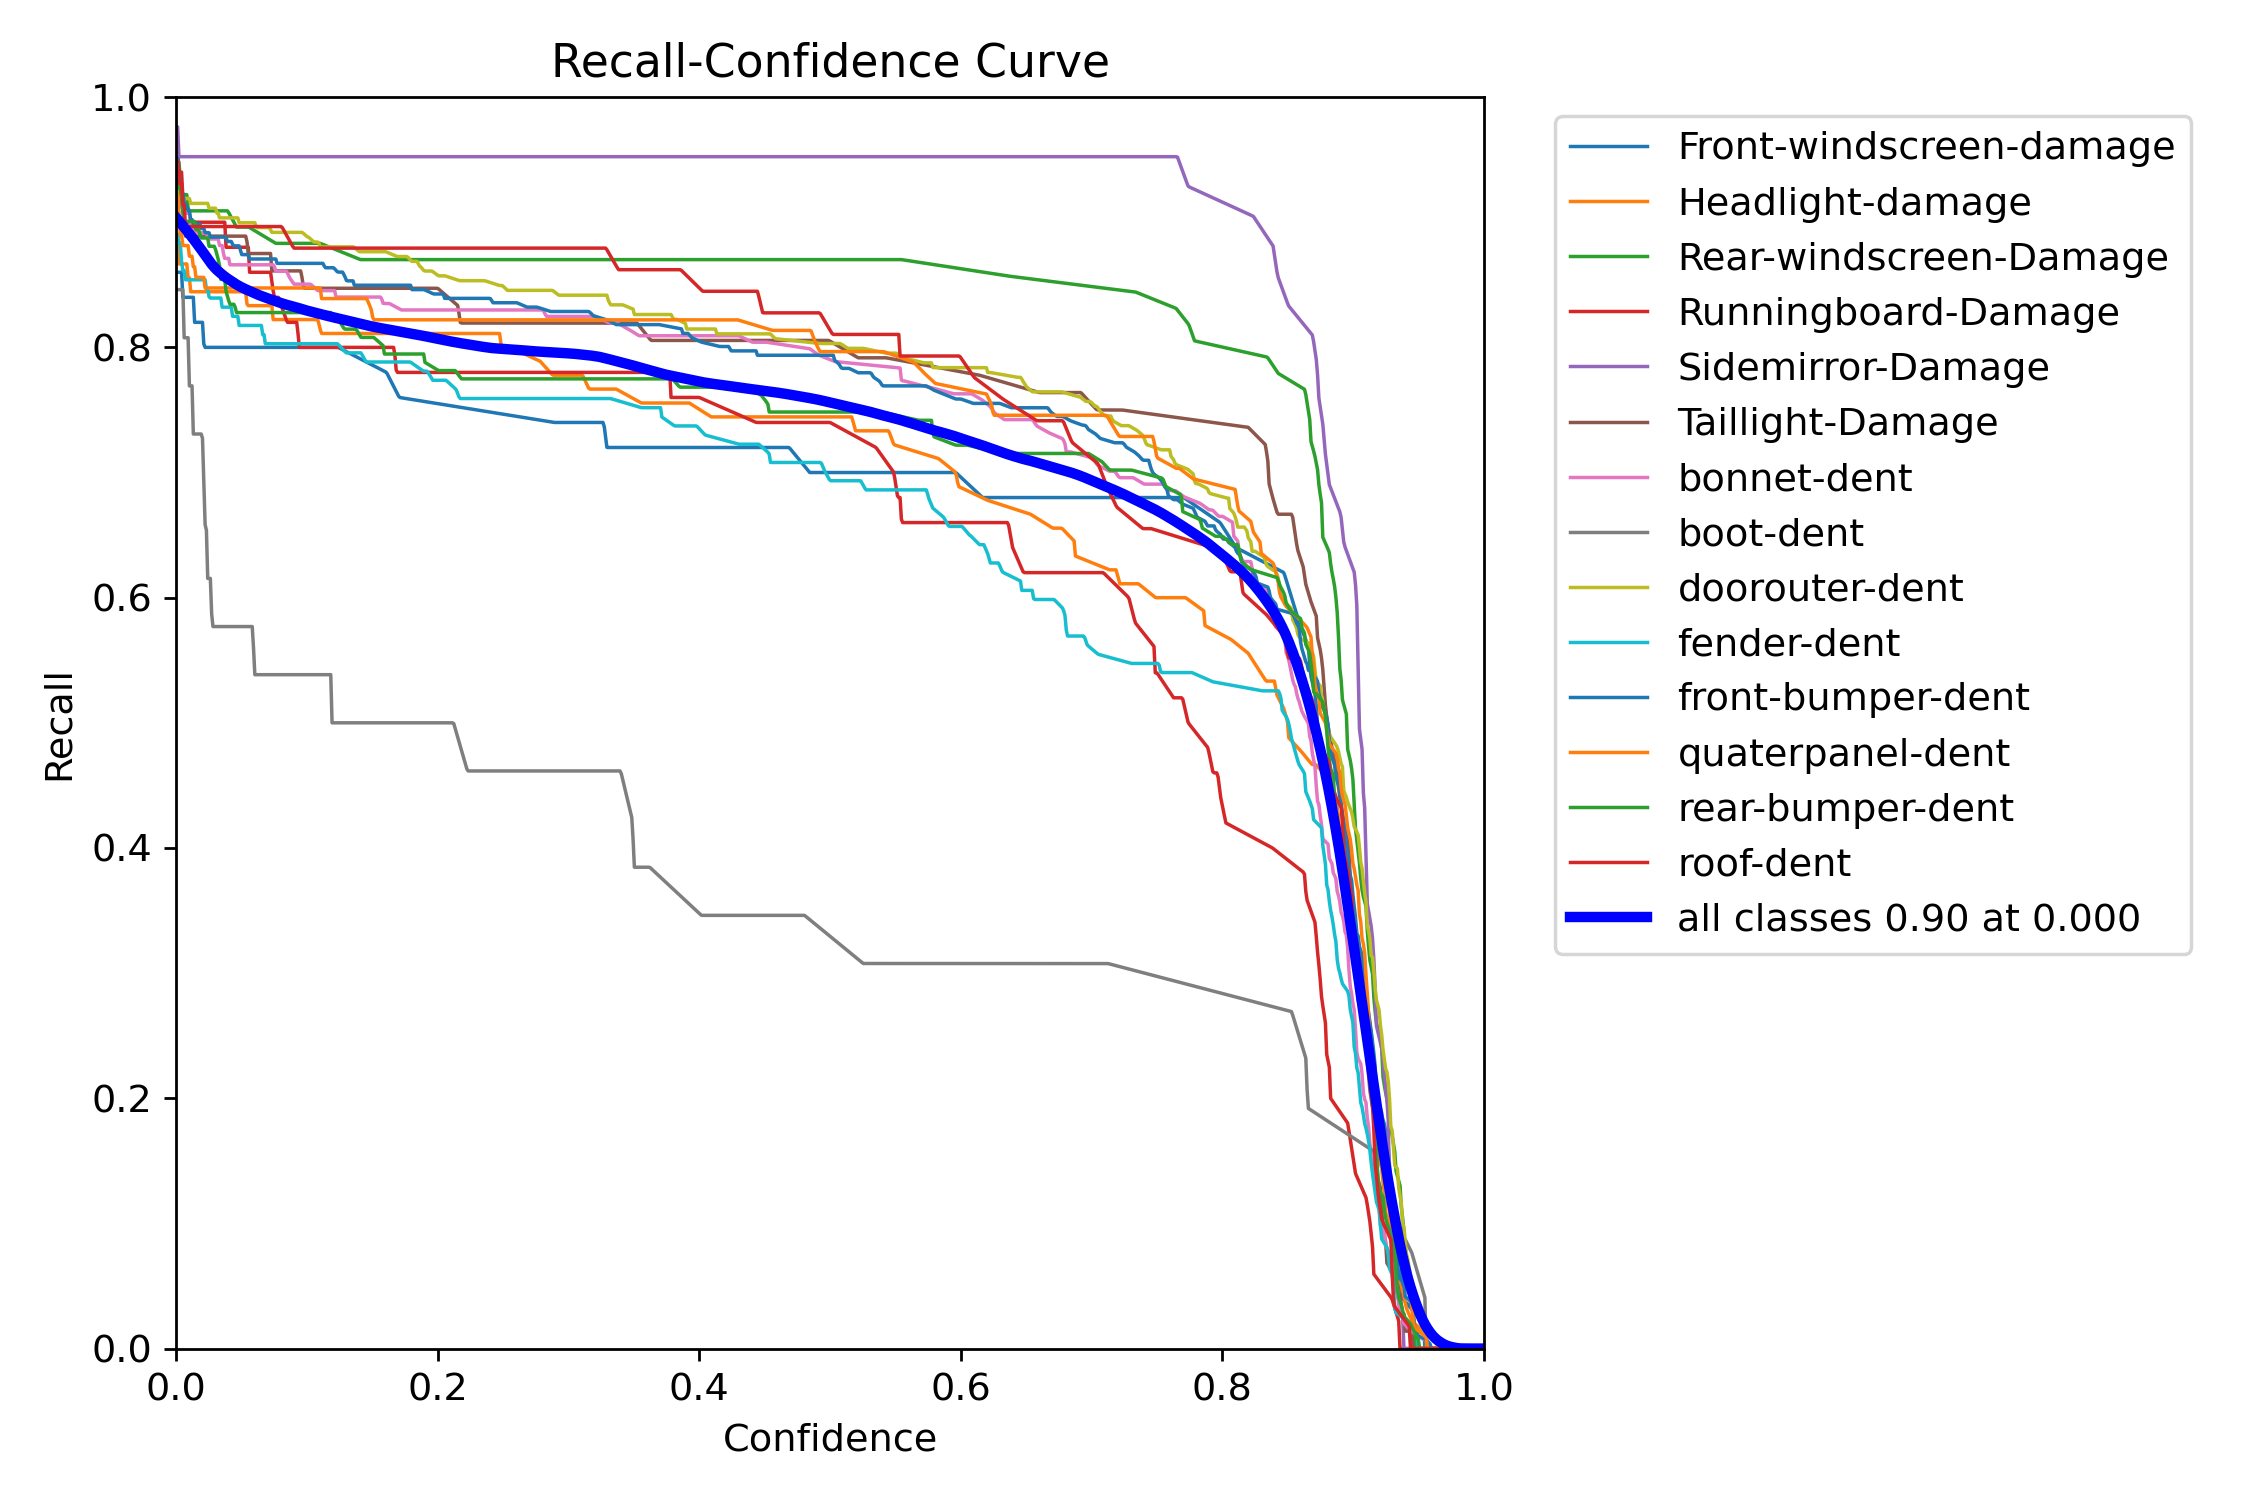 Recall-Confidence Curve
1.0
0.8
0.6
0.4
0.2
0.0
Recall
0.0 0.2 0.4 0.6 0.8 1.0
Confidence
Front-windscreen-damage
Headlight-damage
Rear-windscreen-Damage
Runningboard-Damage
Sidemirror-Damage
Taillight-Damage
bonnet-dent
boot-dent
doorouter-dent
fender-dent
front-bumper-dent
quaterpanel-dent
rear-bumper-dent
roof-dent
all classes 0.90 at 0.000